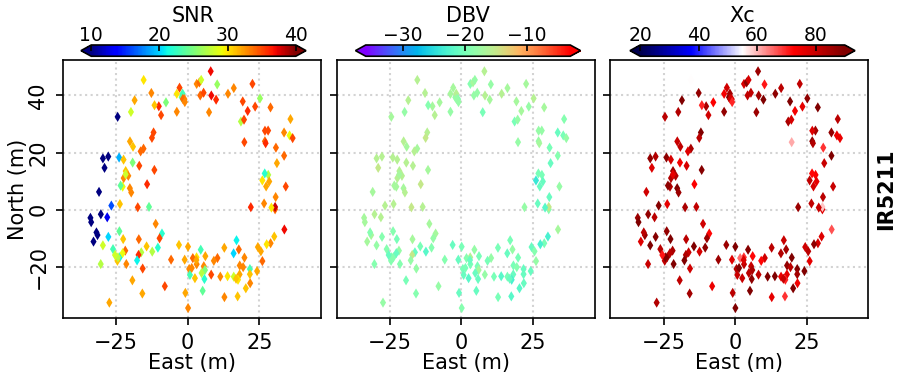 SNR DBV Xc
10 20 30 40 −30 −20 −10 20 40 60 80
North (m)
40
20
0
−20
−25 0 25 −25 0 25 −25 0 25
East (m) East (m) East (m)
IR5211